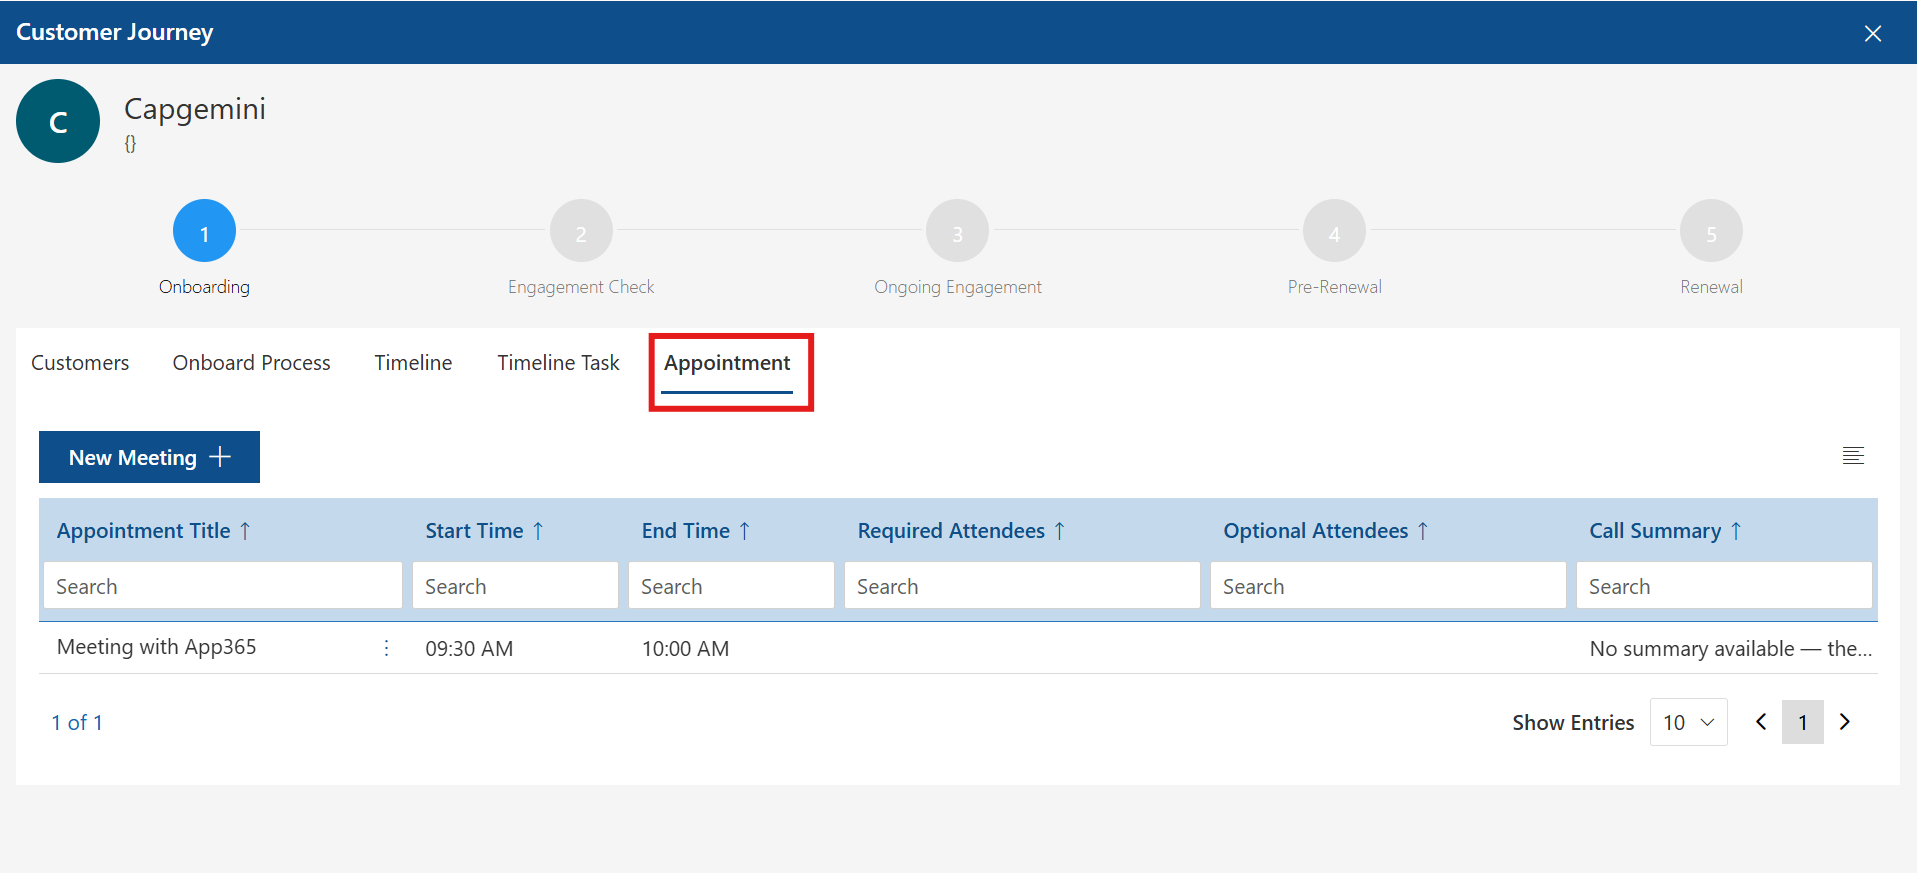 Customer Journey
C
Capgemini
{}
1 2 3 4 5
Onboarding Engagement Check Ongoing Engagement Pre-Renewal Renewal
Customers Onboard Process Timeline Timeline Task Appointment
New Meeting +
Appointment Title ↑ Start Time ↑ End Time ↑ Required Attendees ↑ Optional Attendees ↑ Call Summary ↑
Search Search Search Search Search Search
Meeting with App365 09:30 AM 10:00 AM No summary available — the...
1 of 1 Show Entries 10 1